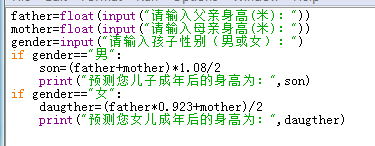 father=float(input("请输入父亲身高(米):"))
mother=float(input("请输入母亲身高(米):"))
gender=input("请输入孩子性别（男或女）:")
if gender=="男":
    son=(father+mother)*1.08/2
    print("预测您儿子成年后的身高为：",son)
if gender=="女":
    daugther=(father*0.923+mother)/2
    print("预测您女儿成年后的身高为：",daugther)